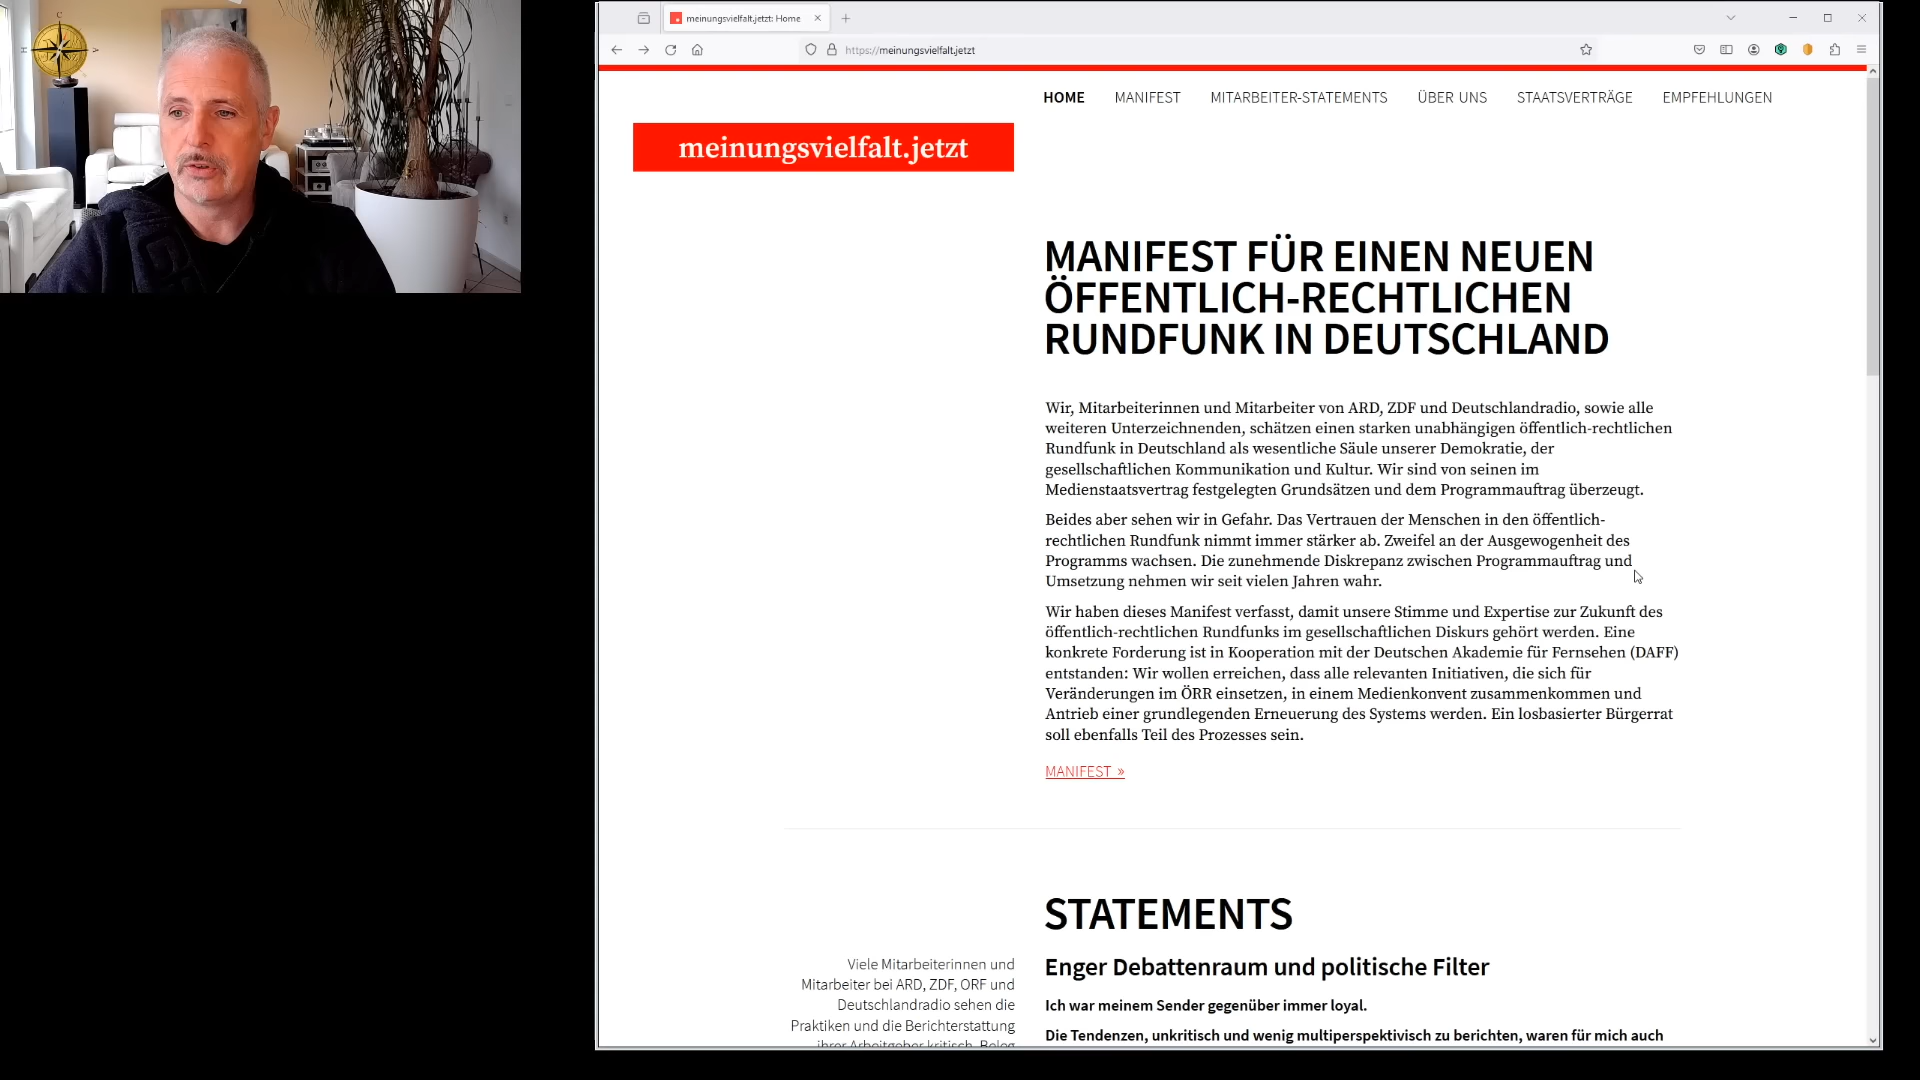 meinungsvielfalt.jetzt: Home
https://meinungsvielfalt.jetzt
HOME MANIFEST MITARBEITER-STATEMENTS ÜBER UNS STAATSVERTRÄGE EMPFEHLUNGEN
meinungsvielfalt.jetzt
MANIFEST FÜR EINEN NEUEN
ÖFFENTLICH-RECHTLICHEN
RUNDFUNK IN DEUTSCHLAND
Wir, Mitarbeiterinnen und Mitarbeiter von ARD, ZDF und Deutschlandradio, sowie alle
weiteren Unterzeichnenden, schätzen einen starken unabhängigen öffentlich-rechtlichen
Rundfunk in Deutschland als wesentliche Säule unserer Demokratie, der
gesellschaftlichen Kommunikation und Kultur. Wir sind von seinen im
Medienstaatsvertrag festgelegten Grundsätzen und dem Programmauftrag überzeugt.
Beides aber sehen wir in Gefahr. Das Vertrauen der Menschen in den öffentlich-
rechtlichen Rundfunk nimmt immer stärker ab. Zweifel an der Ausgewogenheit des
Programms wachsen. Die zunehmende Diskrepanz zwischen Programmauftrag und
Umsetzung nehmen wir seit vielen Jahren wahr.
Wir haben dieses Manifest verfasst, damit unsere Stimme und Expertise zur Zukunft des
öffentlich-rechtlichen Rundfunks im gesellschaftlichen Diskurs gehört werden. Eine
konkrete Forderung ist in Kooperation mit der Deutschen Akademie für Fernsehen (DAFF)
entstanden: Wir wollen erreichen, dass alle relevanten Initiativen, die sich für
Veränderungen im ÖRR einsetzen, in einem Medienkonvent zusammenkommen und
Antrieb einer grundlegenden Erneuerung des Systems werden. Ein losbasierter Bürgerrat
soll ebenfalls Teil des Prozesses sein.
MANIFEST »
STATEMENTS
Viele Mitarbeiterinnen und
Mitarbeiter bei ARD, ZDF, ORF und
Deutschlandradio sehen die
Praktiken und die Berichterstattung
ihrer Arbeitgeber kritisch. Beleg
Enger Debattenraum und politische Filter
Ich war meinem Sender gegenüber immer loyal.
Die Tendenzen, unkritisch und wenig multiperspektivisch zu berichten, waren für mich auch